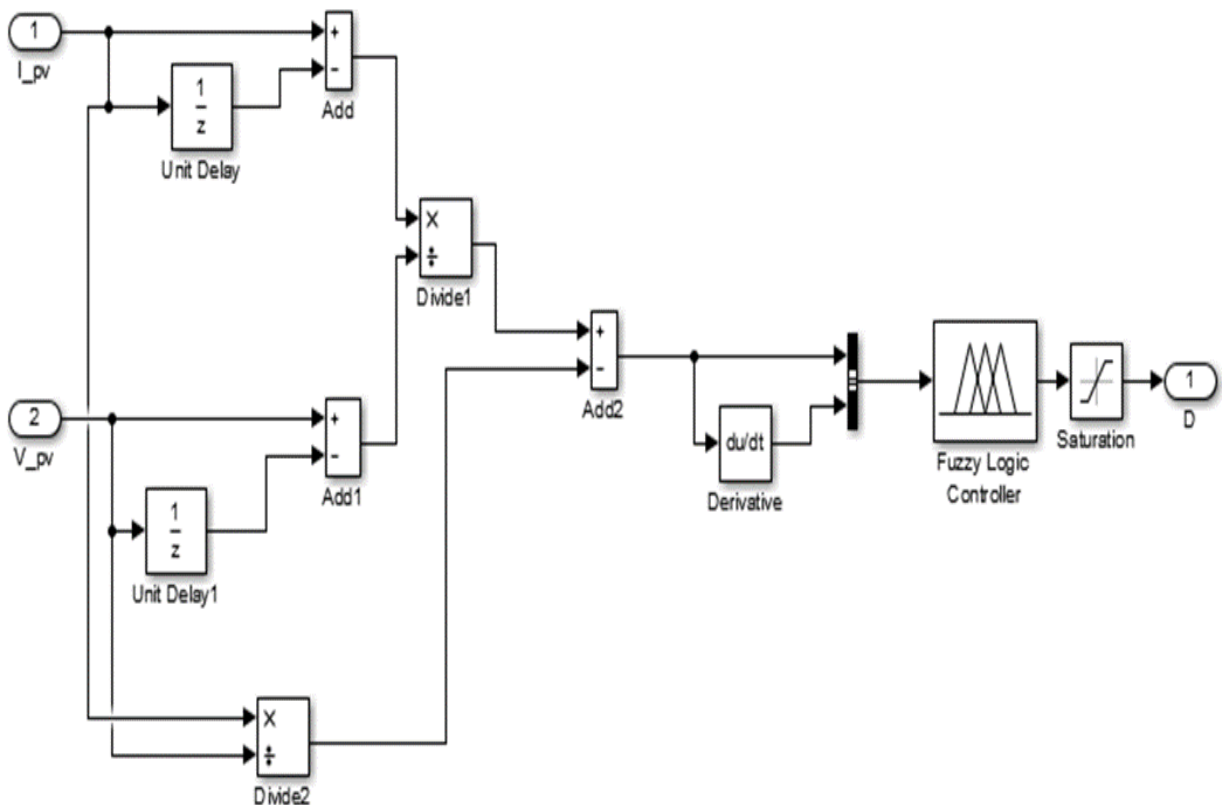 1
I_pv
+
−
Add
1
z
Unit Delay
×
÷
Divide1
2
V_pv
+
−
Add1
1
z
Unit Delay1
×
÷
Divide2
+
−
Add2
du/dt
Derivative
Fuzzy Logic
Controller
Saturation
1
D